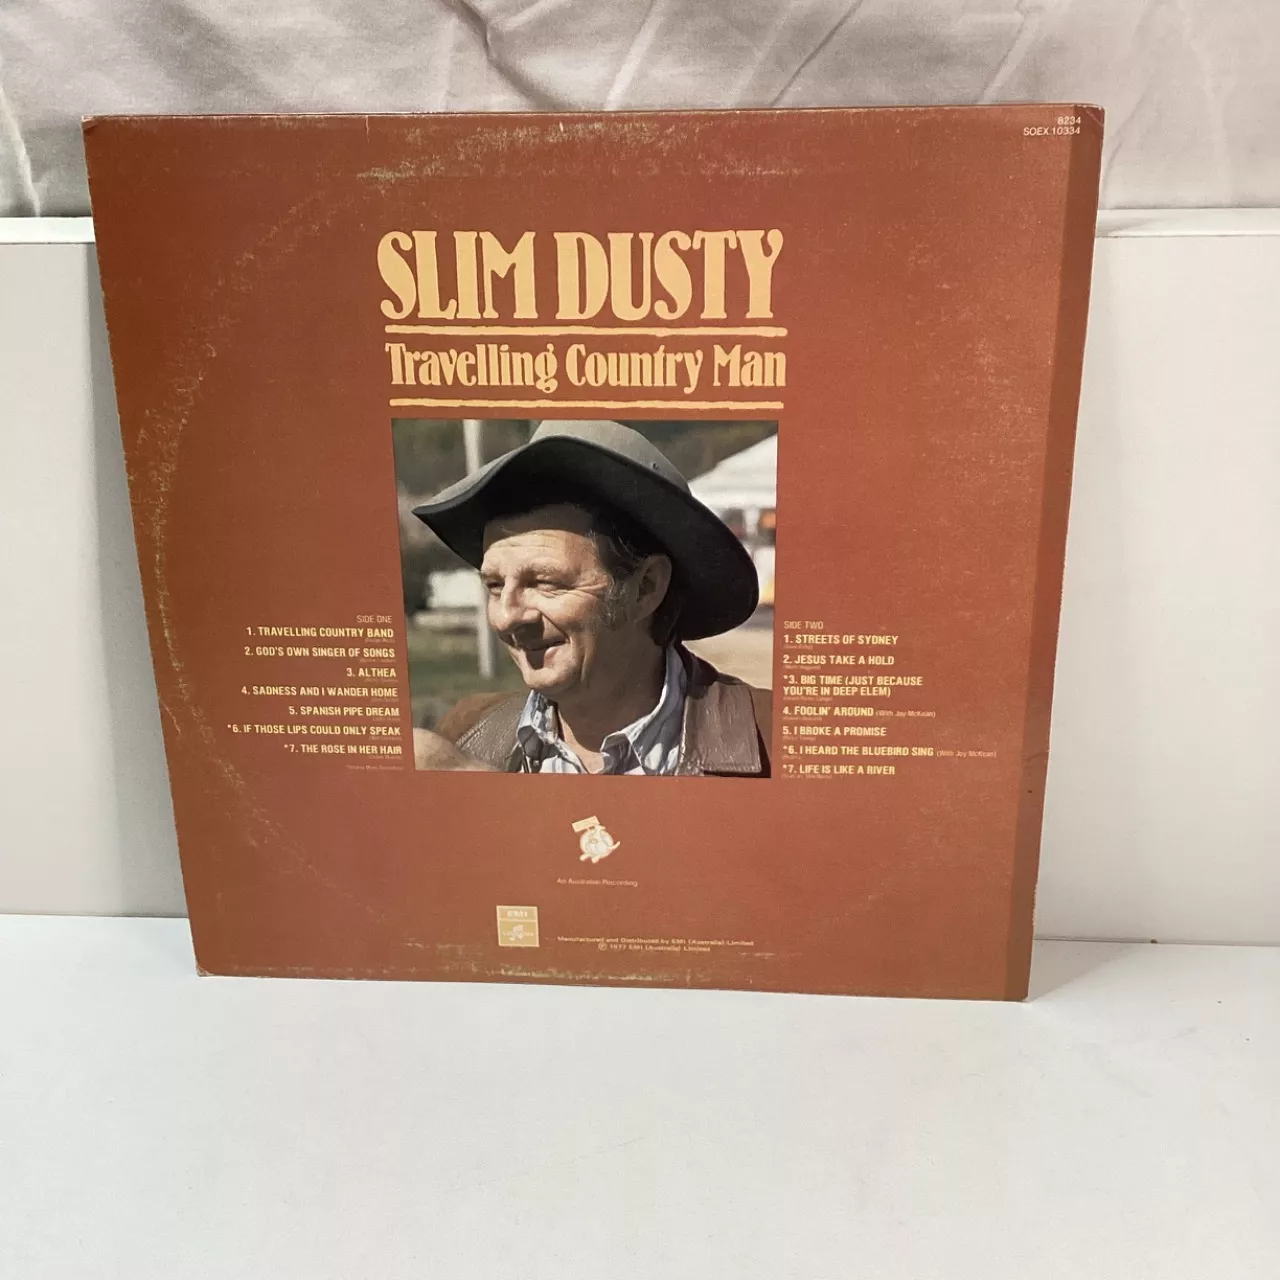 8234
SOEX.10334
SLIM DUSTY
Travelling Country Man
SIDE ONE
1. TRAVELLING COUNTRY BAND
2. GOD'S OWN SINGER OF SONGS
3. ALTHEA
4. SADNESS AND I WANDER HOME
5. SPANISH PIPE DREAM
*6. IF THOSE LIPS COULD ONLY SPEAK
*7. THE ROSE IN HER HAIR
SIDE TWO
1. STREETS OF SYDNEY
2. JESUS TAKE A HOLD
*3. BIG TIME (JUST BECAUSE
YOU'RE IN DEEP ELEM)
4. FOOLIN' AROUND (With Joy McKean)
5. I BROKE A PROMISE
*6. I HEARD THE BLUEBIRD SING (With Joy McKean)
*7. LIFE IS LIKE A RIVER
An Australian Recording
EMI
Manufactured and Distributed by EMI (Australia) Limited
℗ 1977 EMI (Australia) Limited